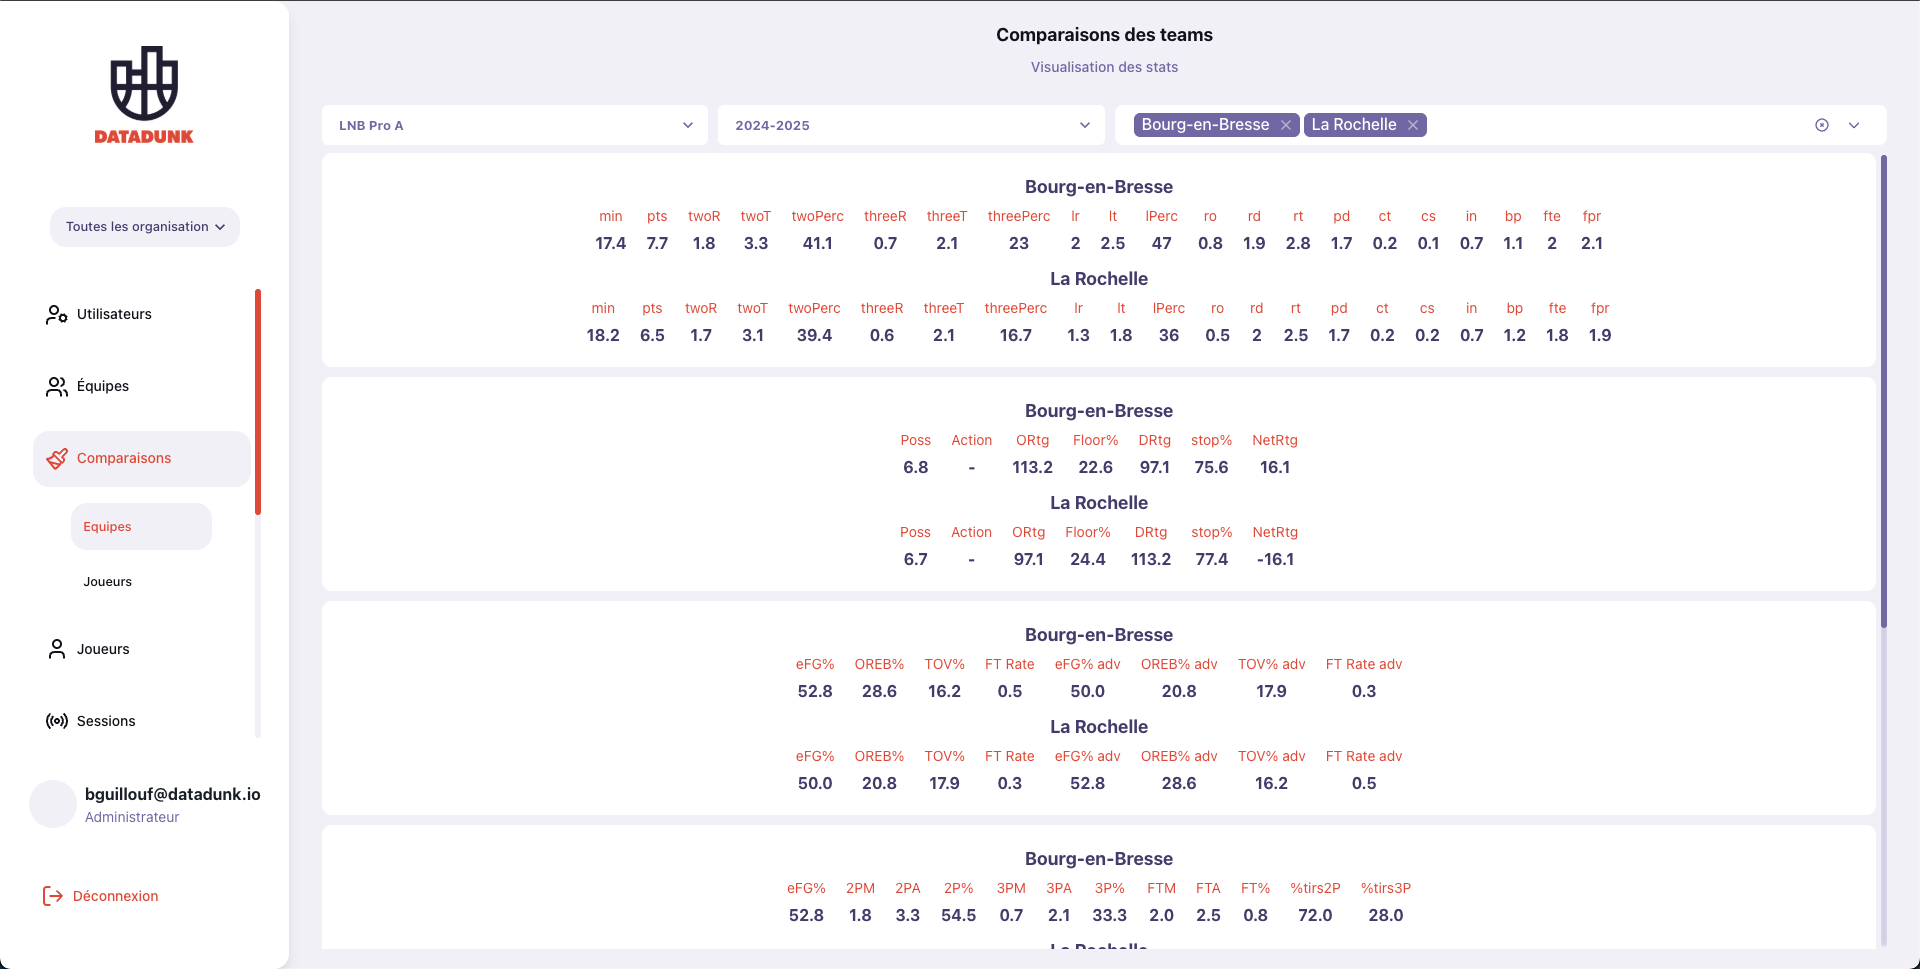 DATADUNK
Toutes les organisation
Utilisateurs
Équipes
Comparaisons
Equipes
Joueurs
Joueurs
Sessions
bguillouf@datadunk.io
Administrateur
Déconnexion
Comparaisons des teams
Visualisation des stats
LNB Pro A
2024-2025
Bourg-en-Bresse La Rochelle
Bourg-en-Bresse
min pts twoR twoT twoPerc threeR threeT threePerc lr lt lPerc ro rd rt pd ct cs in bp fte fpr
17.4 7.7 1.8 3.3 41.1 0.7 2.1 23 2 2.5 47 0.8 1.9 2.8 1.7 0.2 0.1 0.7 1.1 2 2.1
La Rochelle
min pts twoR twoT twoPerc threeR threeT threePerc lr lt lPerc ro rd rt pd ct cs in bp fte fpr
18.2 6.5 1.7 3.1 39.4 0.6 2.1 16.7 1.3 1.8 36 0.5 2 2.5 1.7 0.2 0.2 0.7 1.2 1.8 1.9
Bourg-en-Bresse
Poss Action ORtg Floor% DRtg stop% NetRtg
6.8 - 113.2 22.6 97.1 75.6 16.1
La Rochelle
Poss Action ORtg Floor% DRtg stop% NetRtg
6.7 - 97.1 24.4 113.2 77.4 -16.1
Bourg-en-Bresse
eFG% OREB% TOV% FT Rate eFG% adv OREB% adv TOV% adv FT Rate adv
52.8 28.6 16.2 0.5 50.0 20.8 17.9 0.3
La Rochelle
eFG% OREB% TOV% FT Rate eFG% adv OREB% adv TOV% adv FT Rate adv
50.0 20.8 17.9 0.3 52.8 28.6 16.2 0.5
Bourg-en-Bresse
eFG% 2PM 2PA 2P% 3PM 3PA 3P% FTM FTA FT% %tirs2P %tirs3P
52.8 1.8 3.3 54.5 0.7 2.1 33.3 2.0 2.5 0.8 72.0 28.0
La Rochelle